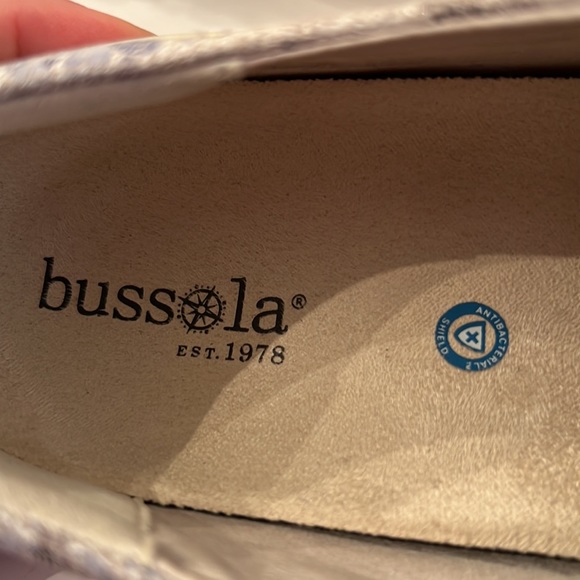 bussola®
EST. 1978
ANTIBACTERIAL
SHIELD